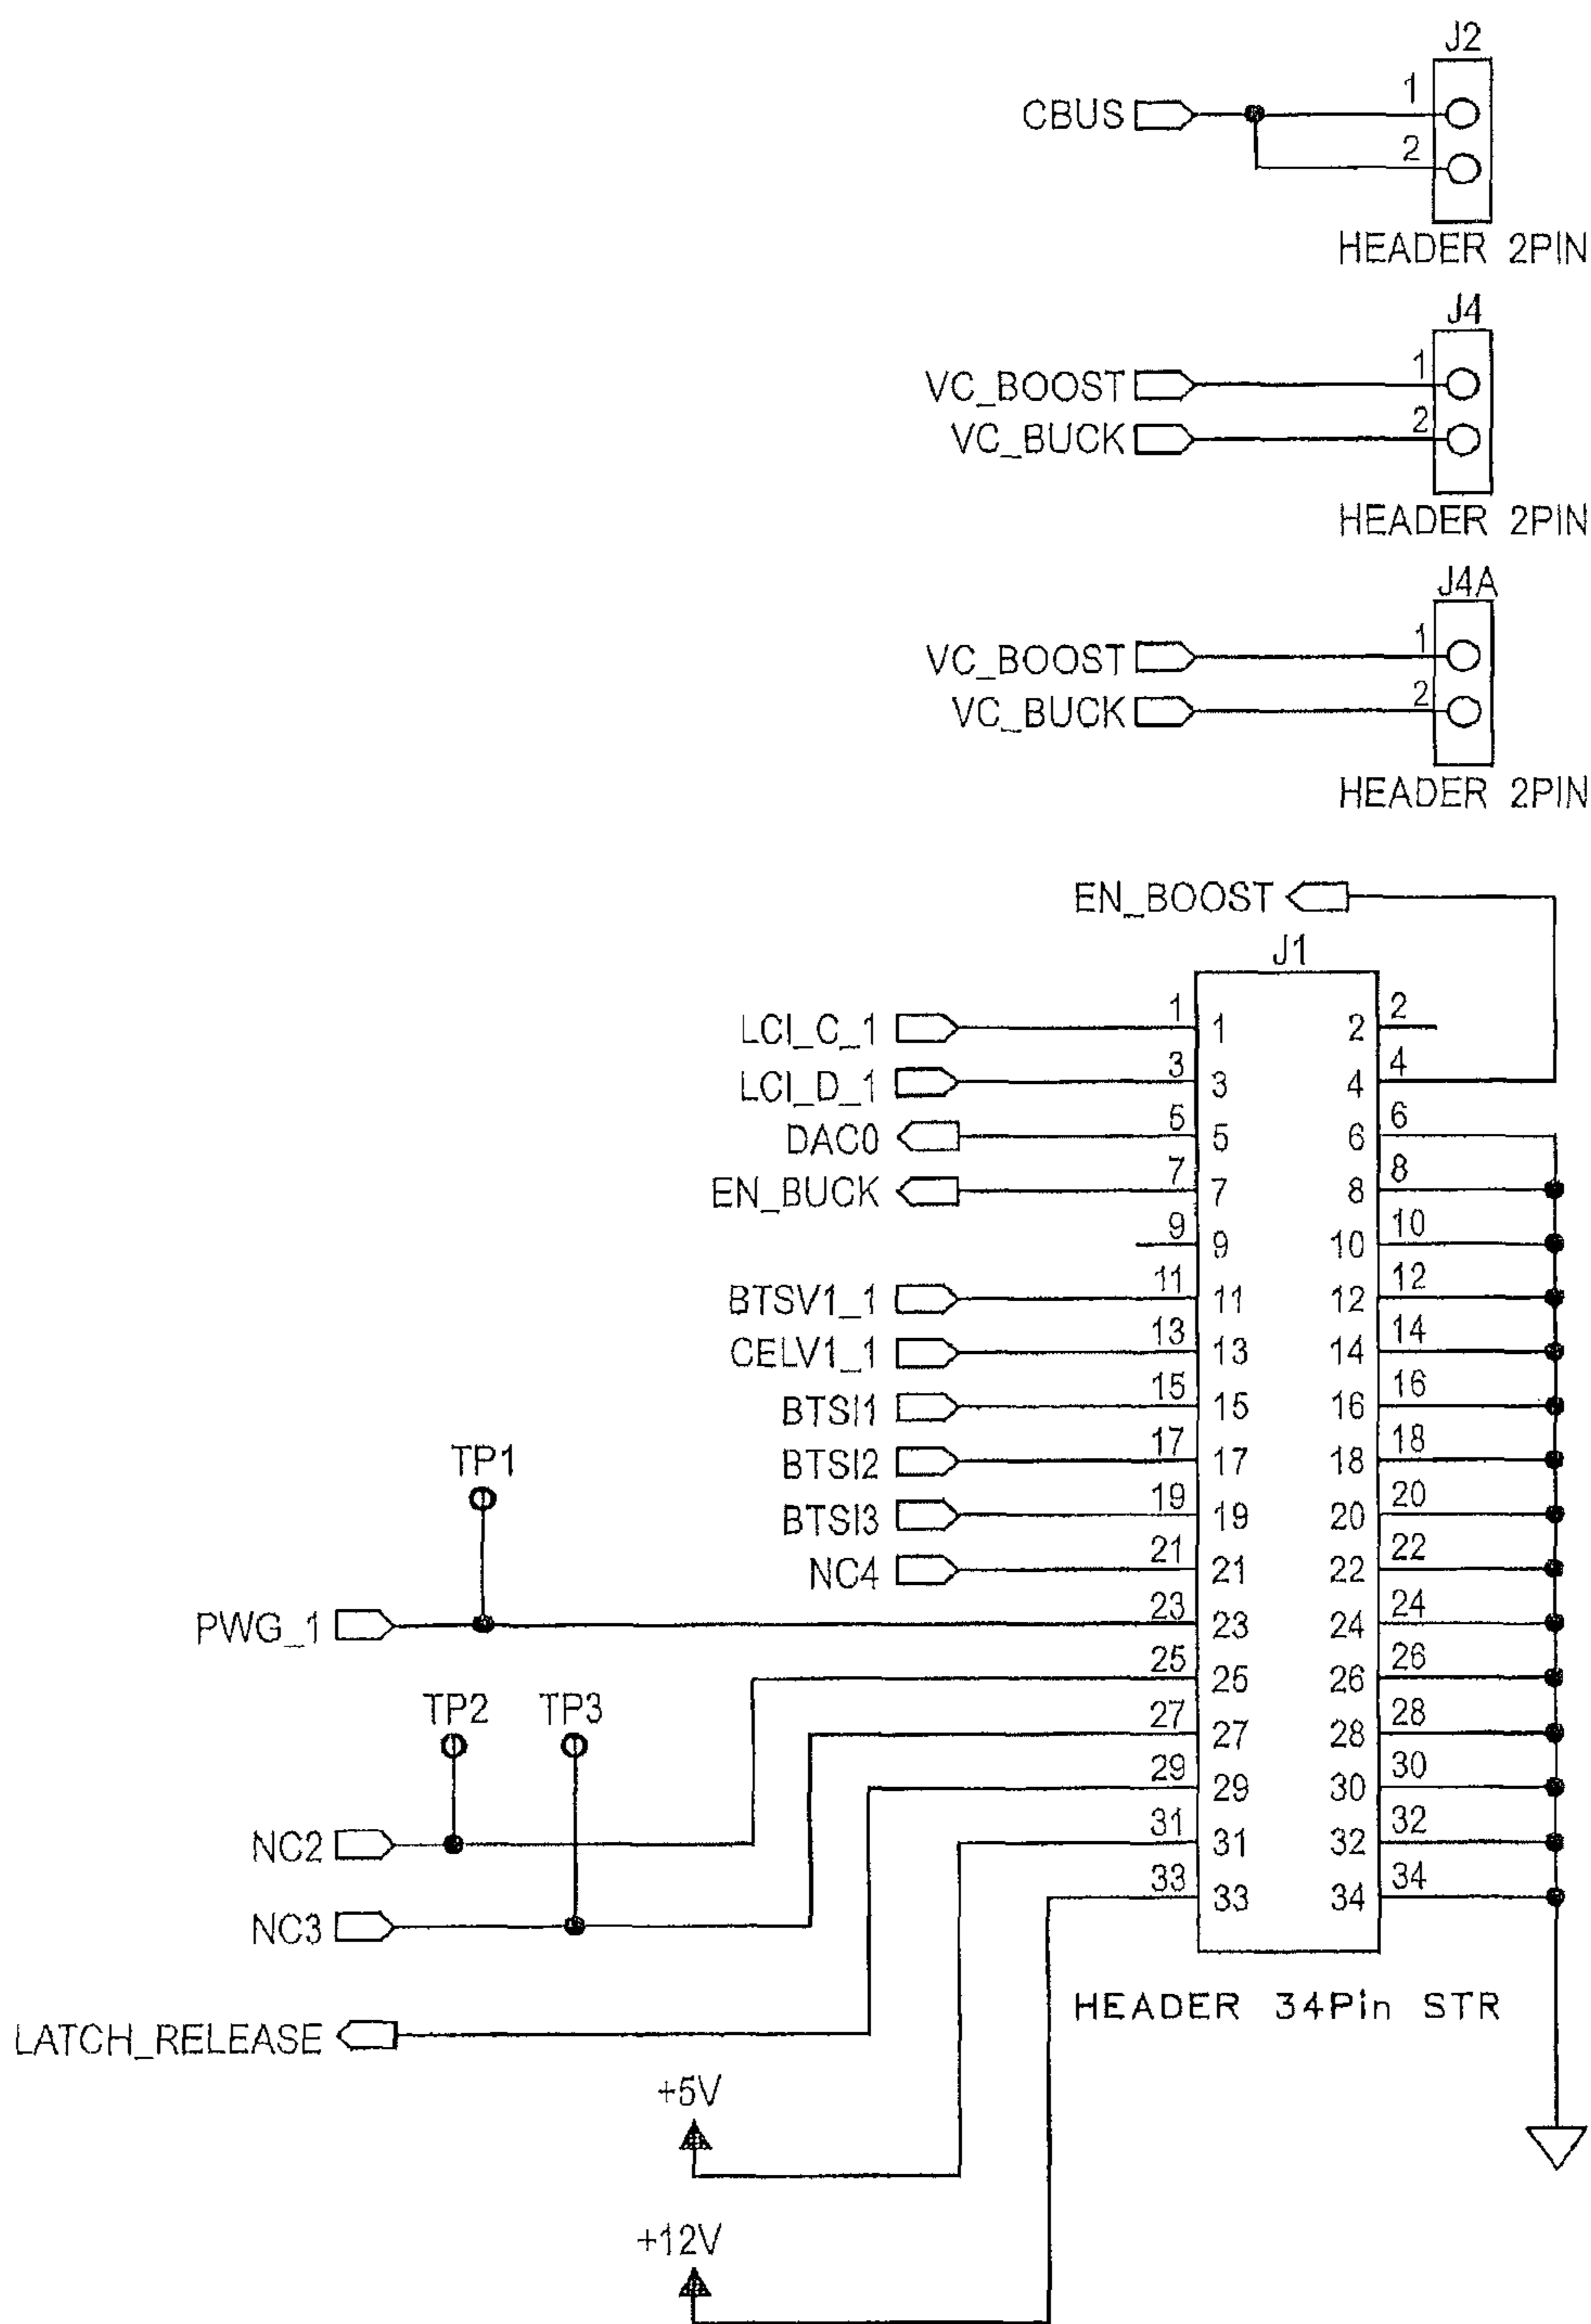 J2
CBUS 1
2
HEADER 2PIN
J4
VC_BOOST 1
VC_BUCK 2
HEADER 2PIN
J4A
VC_BOOST 1
VC_BUCK 2
HEADER 2PIN
EN_BOOST
J1
LCI_C_1 1 1 2 2
LCI_D_1 3 3 4 4
DAC0 5 5 6 6
EN_BUCK 7 7 8 8
9 9 10 10
BTSV1_1 11 11 12 12
CELV1_1 13 13 14 14
BTSI1 15 15 16 16
BTSI2 17 17 18 18
BTSI3 19 19 20 20
NC4 21 21 22 22
TP1
PWG_1 23 23 24 24
25 25 26 26
TP2 TP3 27 27 28 28
29 29 30 30
NC2 31 31 32 32
NC3 33 33 34 34
HEADER 34Pin STR
LATCH_RELEASE
+5V
+12V